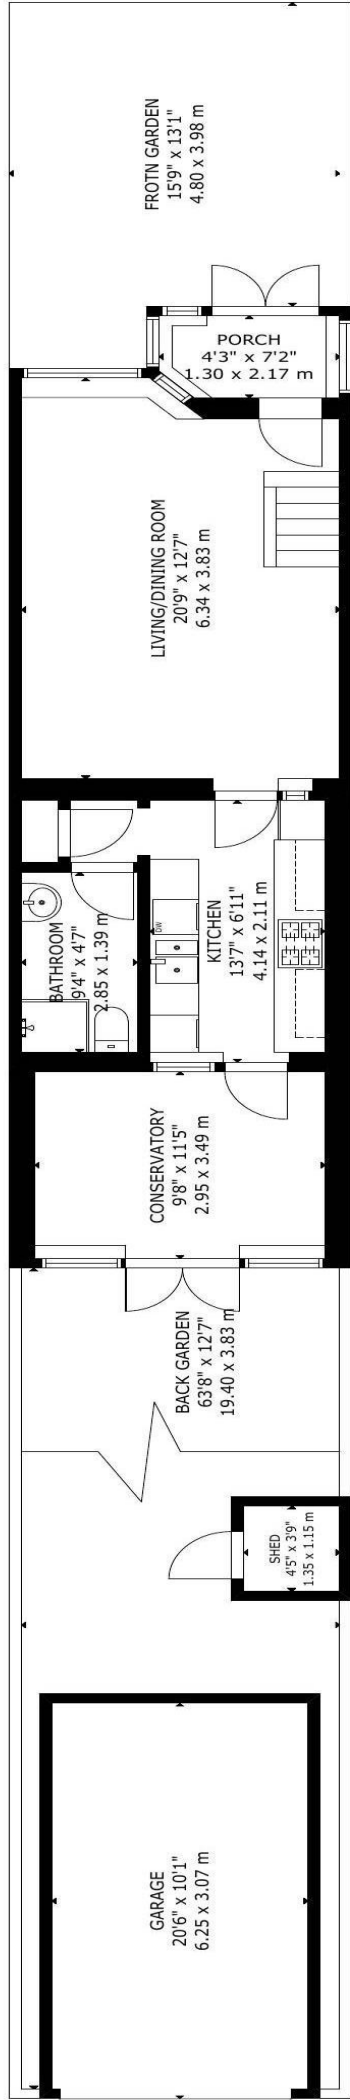 FROTN GARDEN
15'9" x 13'1"
4.80 x 3.98 m
PORCH
4'3" x 7'2"
1.30 x 2.17 m
LIVING/DINING ROOM
20'9" x 12'7"
6.34 x 3.83 m
BATHROOM
9'4" x 4'7"
2.85 x 1.39 m
DW
KITCHEN
13'7" x 6'11"
4.14 x 2.11 m
CONSERVATORY
9'8" x 11'5"
2.95 x 3.49 m
BACK GARDEN
63'8" x 12'7"
19.40 x 3.83 m
SHED
4'5" x 3'9"
1.35 x 1.15 m
GARAGE
20'6" x 10'1"
6.25 x 3.07 m